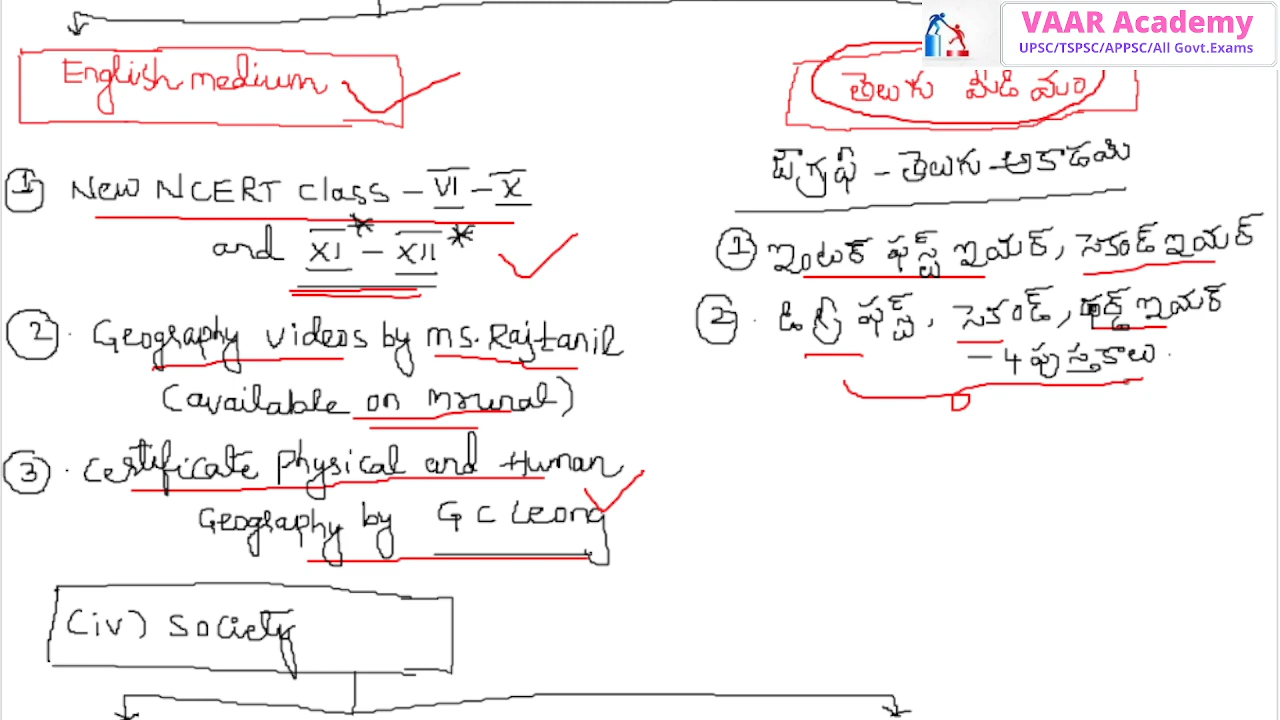 VAAR Academy
UPSC/TSPSC/APPSC/All Govt.Exams
English medium
① New NCERT Class - VI - X
and XI* - XII*
②. Geography videos by ms. Rajtanil
(available on mrunal)
③. Certificate Physical and Human
Geography by G C Leong
(iv) Society
తెలుగు మీడియం
జాగ్రఫీ - తెలుగు - అకాడమి
① ఇంటర్ ఫస్ట్ ఇయర్, సెకండ్ ఇయర్
②. డిగ్రీ ఫస్ట్, సెకండ్, థర్డ్ ఇయర్
- 4 పుస్తకాలు.